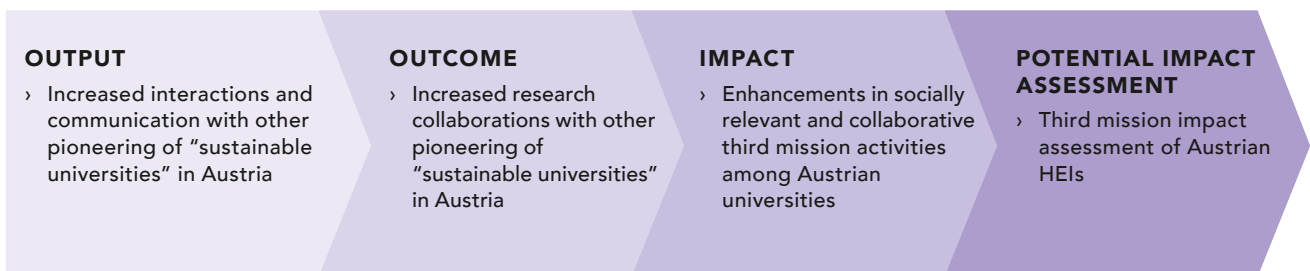 OUTPUT
› Increased interactions and
communication with other
pioneering of “sustainable
universities” in Austria
OUTCOME
› Increased research
collaborations with other
pioneering of
“sustainable universities”
in Austria
IMPACT
› Enhancements in socially
relevant and collaborative
third mission activities
among Austrian
universities
POTENTIAL IMPACT
ASSESSMENT
› Third mission impact
assessment of Austrian
HEIs